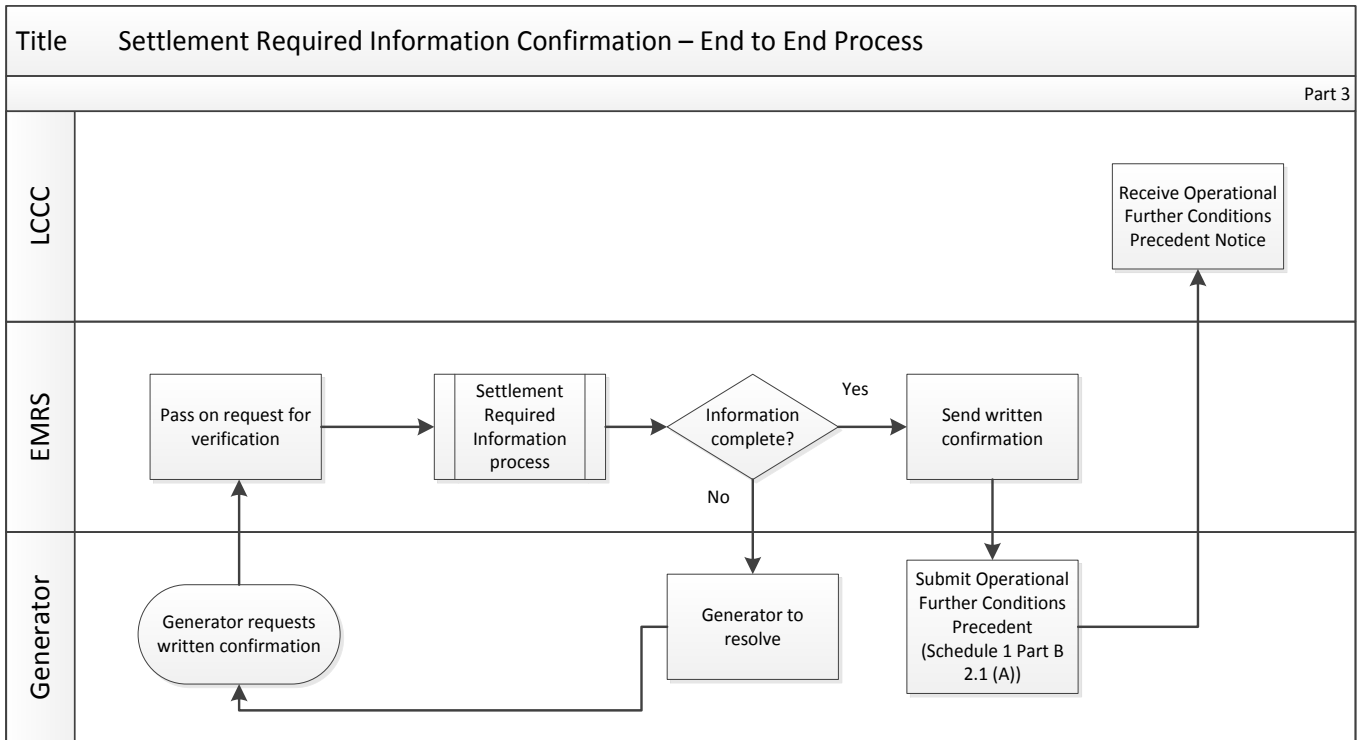 Title Settlement Required Information Confirmation – End to End Process
Part 3
LCCC
Receive Operational
Further Conditions
Precedent Notice
EMRS
Pass on request for
verification
Settlement
Required
Information
process
Information
complete?
Yes
No
Send written
confirmation
Generator
Generator requests
written confirmation
Generator to
resolve
Submit Operational
Further Conditions
Precedent
(Schedule 1 Part B
2.1 (A))